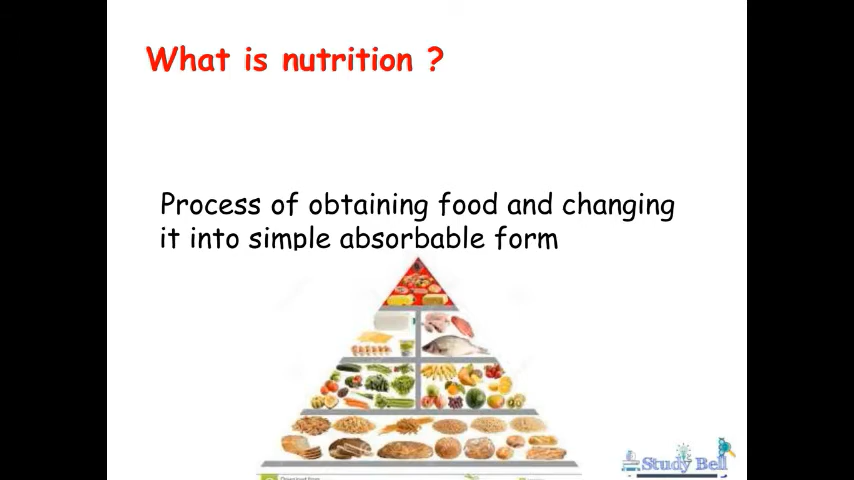 What is nutrition ?
Process of obtaining food and changing
it into simple absorbable form
Study Bell